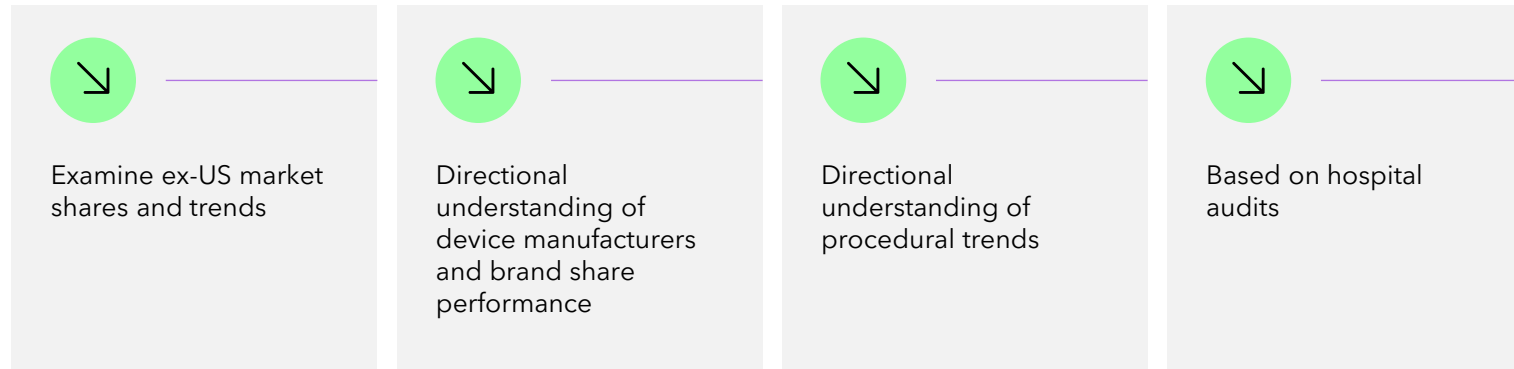 Examine ex-US market
shares and trends
Directional
understanding of
device manufacturers
and brand share
performance
Directional
understanding of
procedural trends
Based on hospital
audits